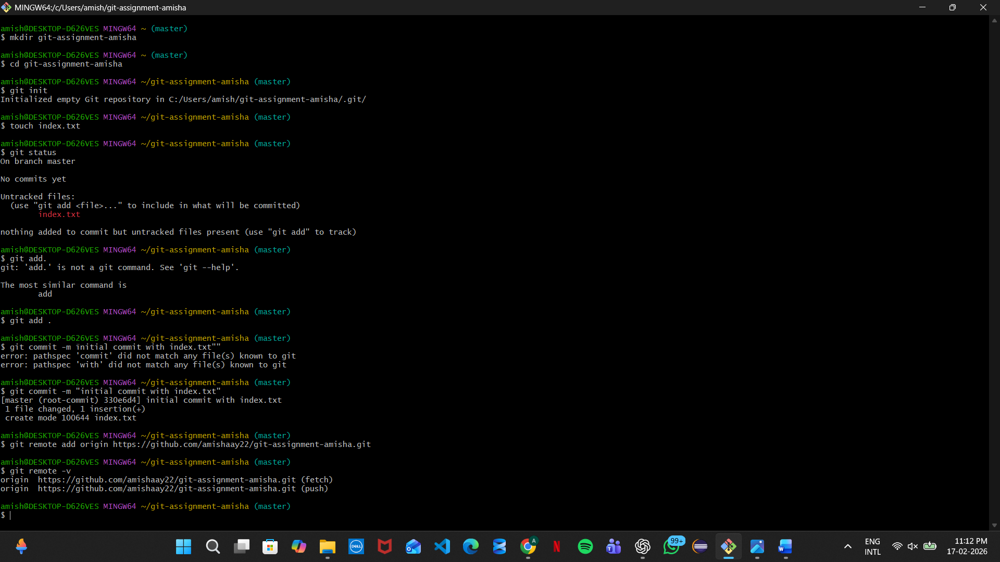 MINGW64:/c/Users/amish/git-assignment-amisha
amish@DESKTOP-D626VES MINGW64 ~ (master)
$ mkdir git-assignment-amisha
amish@DESKTOP-D626VES MINGW64 ~ (master)
$ cd git-assignment-amisha
amish@DESKTOP-D626VES MINGW64 ~/git-assignment-amisha (master)
$ git init
Initialized empty Git repository in C:/Users/amish/git-assignment-amisha/.git/
amish@DESKTOP-D626VES MINGW64 ~/git-assignment-amisha (master)
$ touch index.txt
amish@DESKTOP-D626VES MINGW64 ~/git-assignment-amisha (master)
$ git status
On branch master
No commits yet
Untracked files:
  (use "git add <file>..." to include in what will be committed)
        index.txt
nothing added to commit but untracked files present (use "git add" to track)
amish@DESKTOP-D626VES MINGW64 ~/git-assignment-amisha (master)
$ git add.
git: 'add.' is not a git command. See 'git --help'.
The most similar command is
        add
amish@DESKTOP-D626VES MINGW64 ~/git-assignment-amisha (master)
$ git add .
amish@DESKTOP-D626VES MINGW64 ~/git-assignment-amisha (master)
$ git commit -m ïnitial commit with index.txt""
error: pathspec 'commit' did not match any file(s) known to git
error: pathspec 'with' did not match any file(s) known to git
amish@DESKTOP-D626VES MINGW64 ~/git-assignment-amisha (master)
$ git commit -m "initial commit with index.txt"
[master (root-commit) 330e6d4] initial commit with index.txt
 1 file changed, 1 insertion(+)
 create mode 100644 index.txt
amish@DESKTOP-D626VES MINGW64 ~/git-assignment-amisha (master)
$ git remote add origin https://github.com/amishaay22/git-assignment-amisha.git
amish@DESKTOP-D626VES MINGW64 ~/git-assignment-amisha (master)
$ git remote -v
origin  https://github.com/amishaay22/git-assignment-amisha.git (fetch)
origin  https://github.com/amishaay22/git-assignment-amisha.git (push)
amish@DESKTOP-D626VES MINGW64 ~/git-assignment-amisha (master)
$
DELL
A
99+
ENG
INTL
11:12 PM
17-02-2026